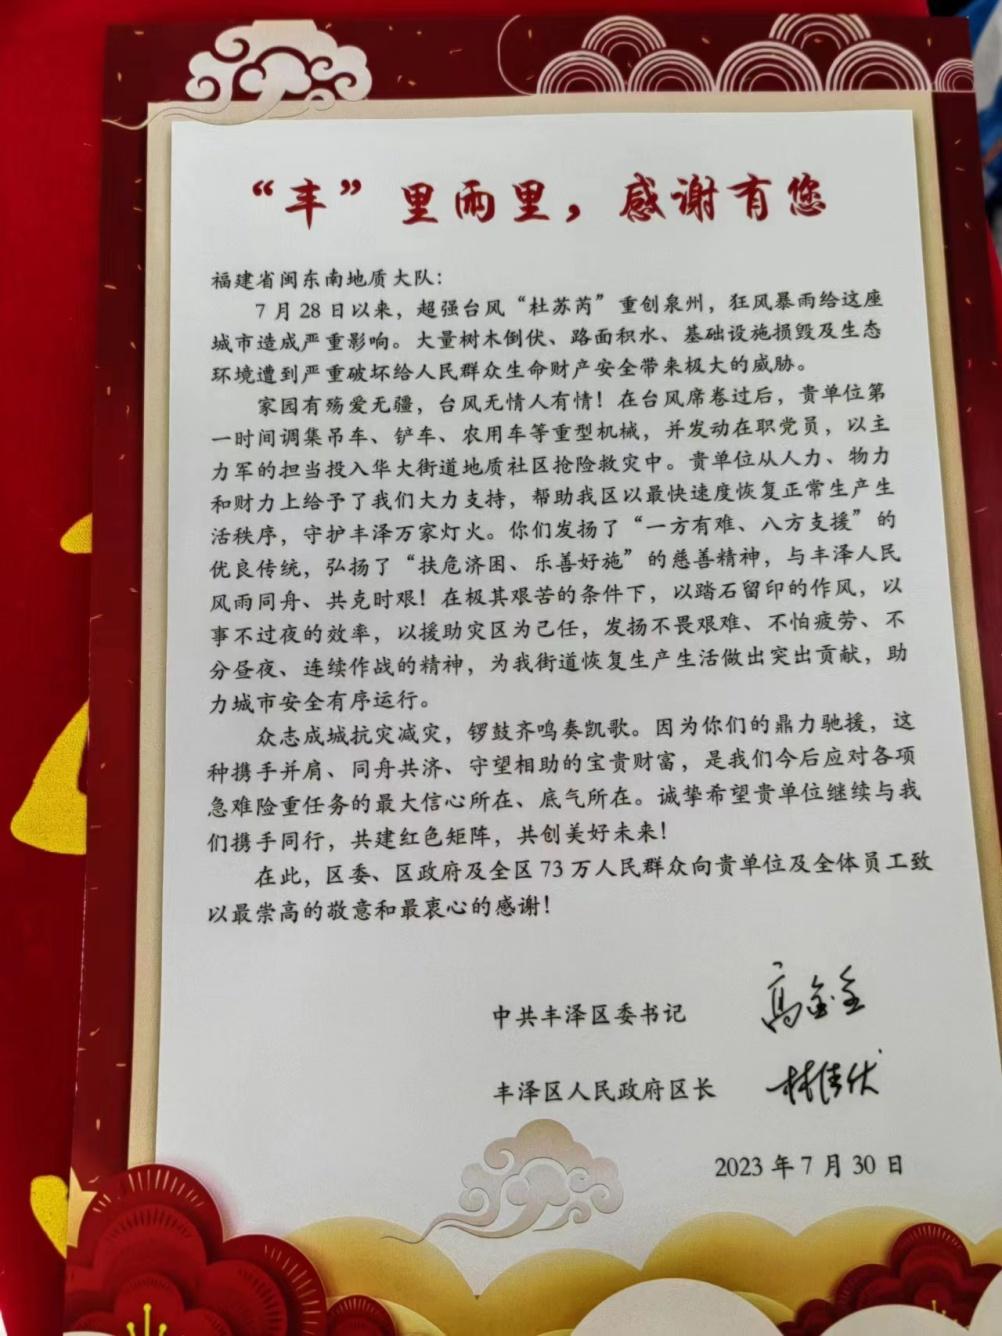 “丰”里雨里，感谢有您
福建省闽东南地质大队：
7月28日以来，超强台风“杜苏芮”重创泉州，狂风暴雨给这座
城市造成严重影响。大量树木倒伏、路面积水、基础设施损毁及生态
环境遭到严重破坏给人民群众生命财产安全带来极大的威胁。
家园有殇爱无疆，台风无情人有情！在台风席卷过后，贵单位第
一时间调集吊车、铲车、农用车等重型机械，并发动在职党员，以主
力军的担当投入华大街道地质社区抢险救灾中。贵单位从人力、物力
和财力上给予了我们大力支持，帮助我区以最快速度恢复正常生产生
活秩序，守护丰泽万家灯火。你们发扬了“一方有难、八方支援”的
优良传统，弘扬了“扶危济困、乐善好施”的慈善精神，与丰泽人民
风雨同舟、共克时艰！在极其艰苦的条件下，以踏石留印的作风，以
事不过夜的效率，以援助灾区为己任，发扬不畏艰难、不怕疲劳、不
分昼夜、连续作战的精神，为我街道恢复生产生活做出突出贡献，助
力城市安全有序运行。
众志成城抗灾减灾，锣鼓齐鸣奏凯歌。因为你们的鼎力驰援，这
种携手并肩、同舟共济、守望相助的宝贵财富，是我们今后应对各项
急难险重任务的最大信心所在、底气所在。诚挚希望贵单位继续与我
们携手同行，共建红色矩阵，共创美好未来！
在此，区委、区政府及全区73万人民群众向贵单位及全体员工致
以最崇高的敬意和最衷心的感谢！
中共丰泽区委书记 高金全
丰泽区人民政府区长 林佳伏
2023年7月30日